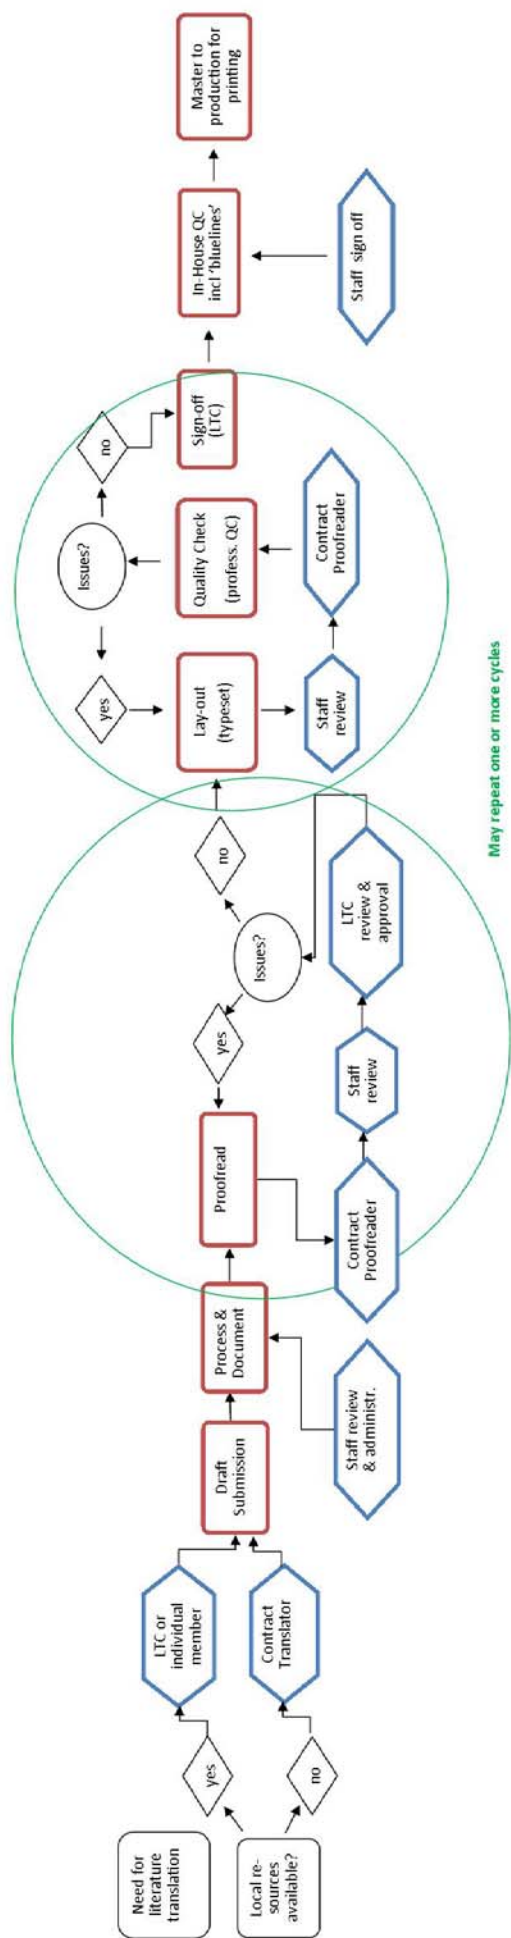 Need for
literature
translation
Local re-
sources
available?
yes
no
LTC or
individual
member
Contract
Translator
Draft
Submission
Process &
Document
Staff review
& administr.
Proofread
Contract
Proofreader
Staff
review
LTC
review &
approval
Issues?
yes
no
Lay-out
(typeset)
Staff
review
Contract
Proofreader
Quality Check
(profess. QC)
Issues?
yes
no
Sign-off
(LTC)
In-House QC
incl 'bluelines'
Staff sign off
Master to
production for
printing
May repeat one or more cycles